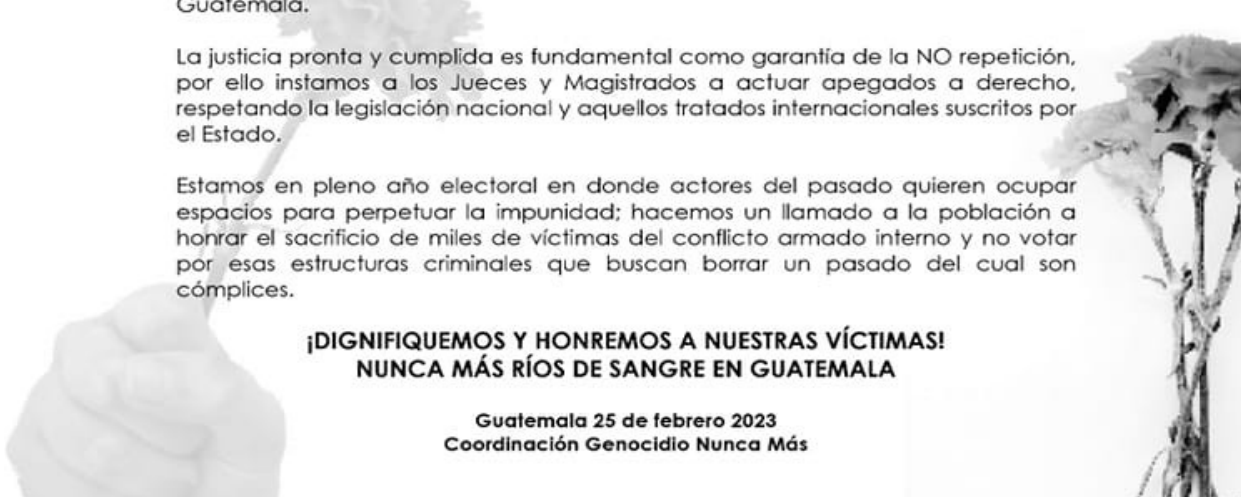 Guatemala.
La justicia pronta y cumplida es fundamental como garantía de la NO repetición,
por ello instamos a los Jueces y Magistrados a actuar apegados a derecho,
respetando la legislación nacional y aquellos tratados internacionales suscritos por
el Estado.
Estamos en pleno año electoral en donde actores del pasado quieren ocupar
espacios para perpetuar la impunidad; hacemos un llamado a la población a
honrar el sacrificio de miles de víctimas del conflicto armado interno y no votar
por esas estructuras criminales que buscan borrar un pasado del cual son
cómplices.
¡DIGNIFIQUEMOS Y HONREMOS A NUESTRAS VÍCTIMAS!
NUNCA MÁS RÍOS DE SANGRE EN GUATEMALA
Guatemala 25 de febrero 2023
Coordinación Genocidio Nunca Más